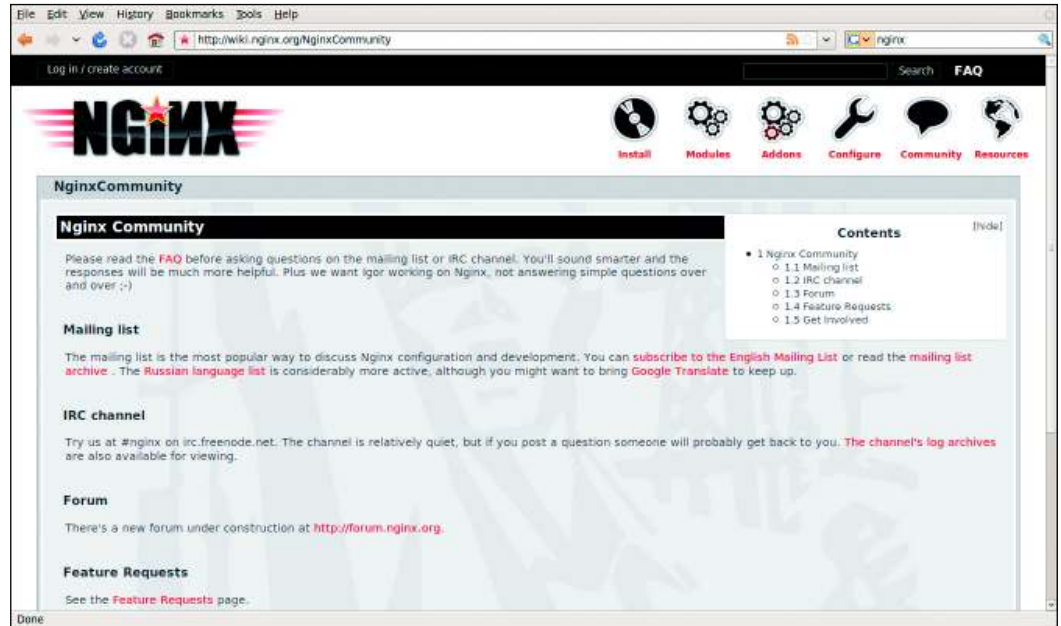 File Edit View History Bookmarks Tools Help
http://wiki.nginx.org/NginxCommunity
nginx
Log in / create account
Search FAQ
NGiNX
Install Modules Addons Configure Community Resources
NginxCommunity
Nginx Community
Please read the FAQ before asking questions on the mailing list or IRC channel. You'll sound smarter and the
responses will be much more helpful. Plus we want Igor working on Nginx, not answering simple questions over
and over ;-)
Contents [hide]
1 Nginx Community
1.1 Mailing list
1.2 IRC channel
1.3 Forum
1.4 Feature Requests
1.5 Get Involved
Mailing list
The mailing list is the most popular way to discuss Nginx configuration and development. You can subscribe to the English Mailing List or read the mailing list
archive . The Russian language list is considerably more active, although you might want to bring Google Translate to keep up.
IRC channel
Try us at #nginx on irc.freenode.net. The channel is relatively quiet, but if you post a question someone will probably get back to you. The channel's log archives
are also available for viewing.
Forum
There's a new forum under construction at http://forum.nginx.org.
Feature Requests
See the Feature Requests page.
Done